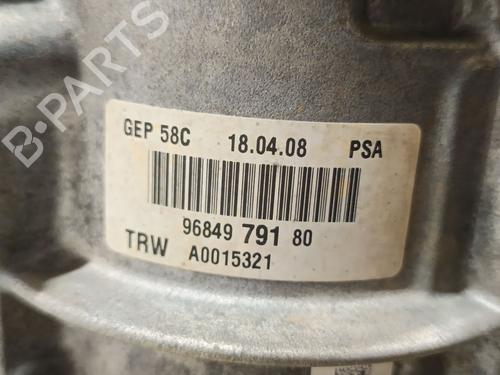 B-PARTS
GEP 58C 18.04.08 PSA
96849 791 80
TRW A0015321